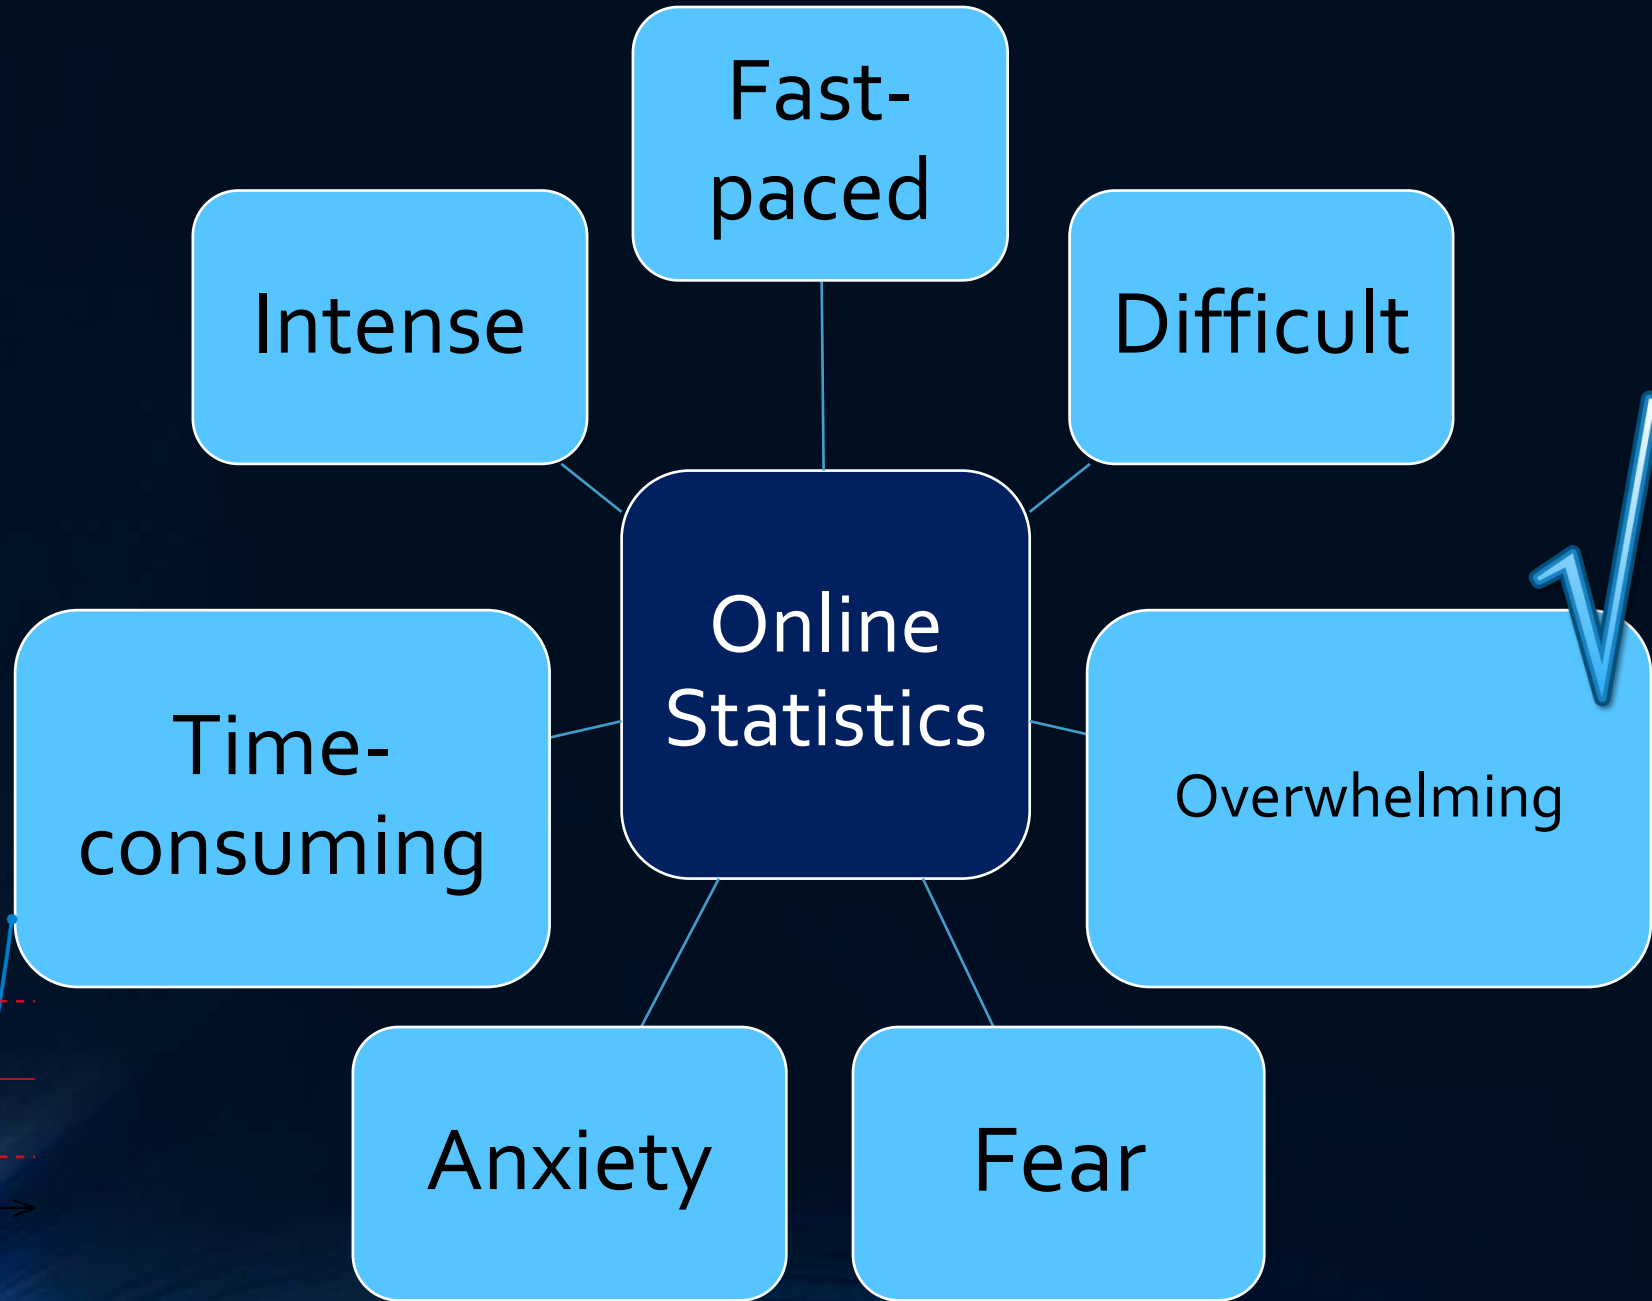 Fast-
paced
Intense
Difficult
Online
Statistics
Time-
consuming
Overwhelming
Anxiety
Fear